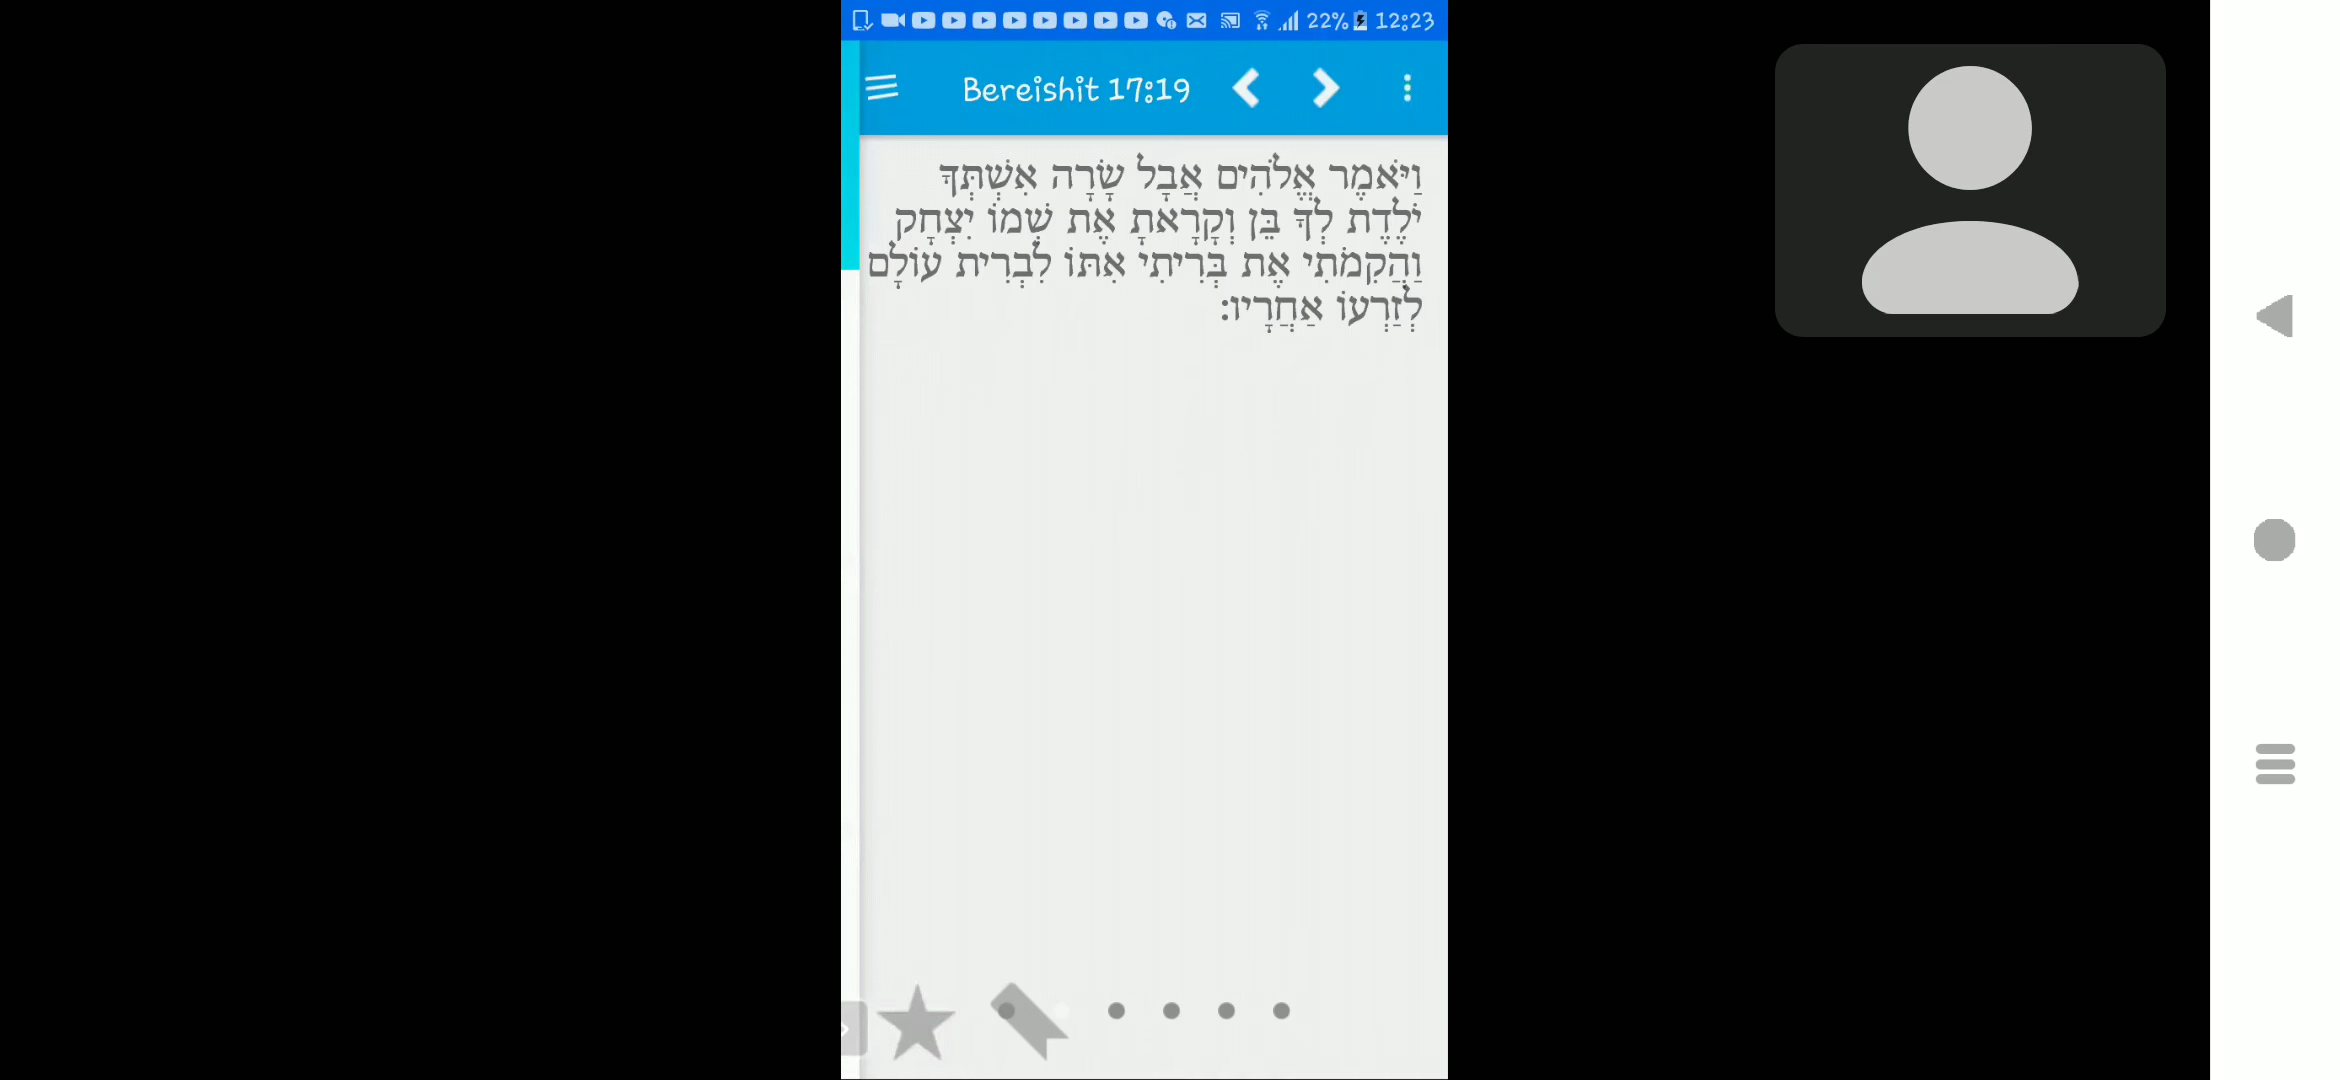 22% 12:23
Bereishit 17:19
וַיֹּאמֶר אֱלֹהִים אֲבָל שָׂרָה אִשְׁתְּךָ
יֹלֶדֶת לְךָ בֵּן וְקָרָאתָ אֶת שְׁמוֹ יִצְחָק
וַהֲקִמֹתִי אֶת בְּרִיתִי אִתּוֹ לִבְרִית עוֹלָם
לְזַרְעוֹ אַחֲרָיו: